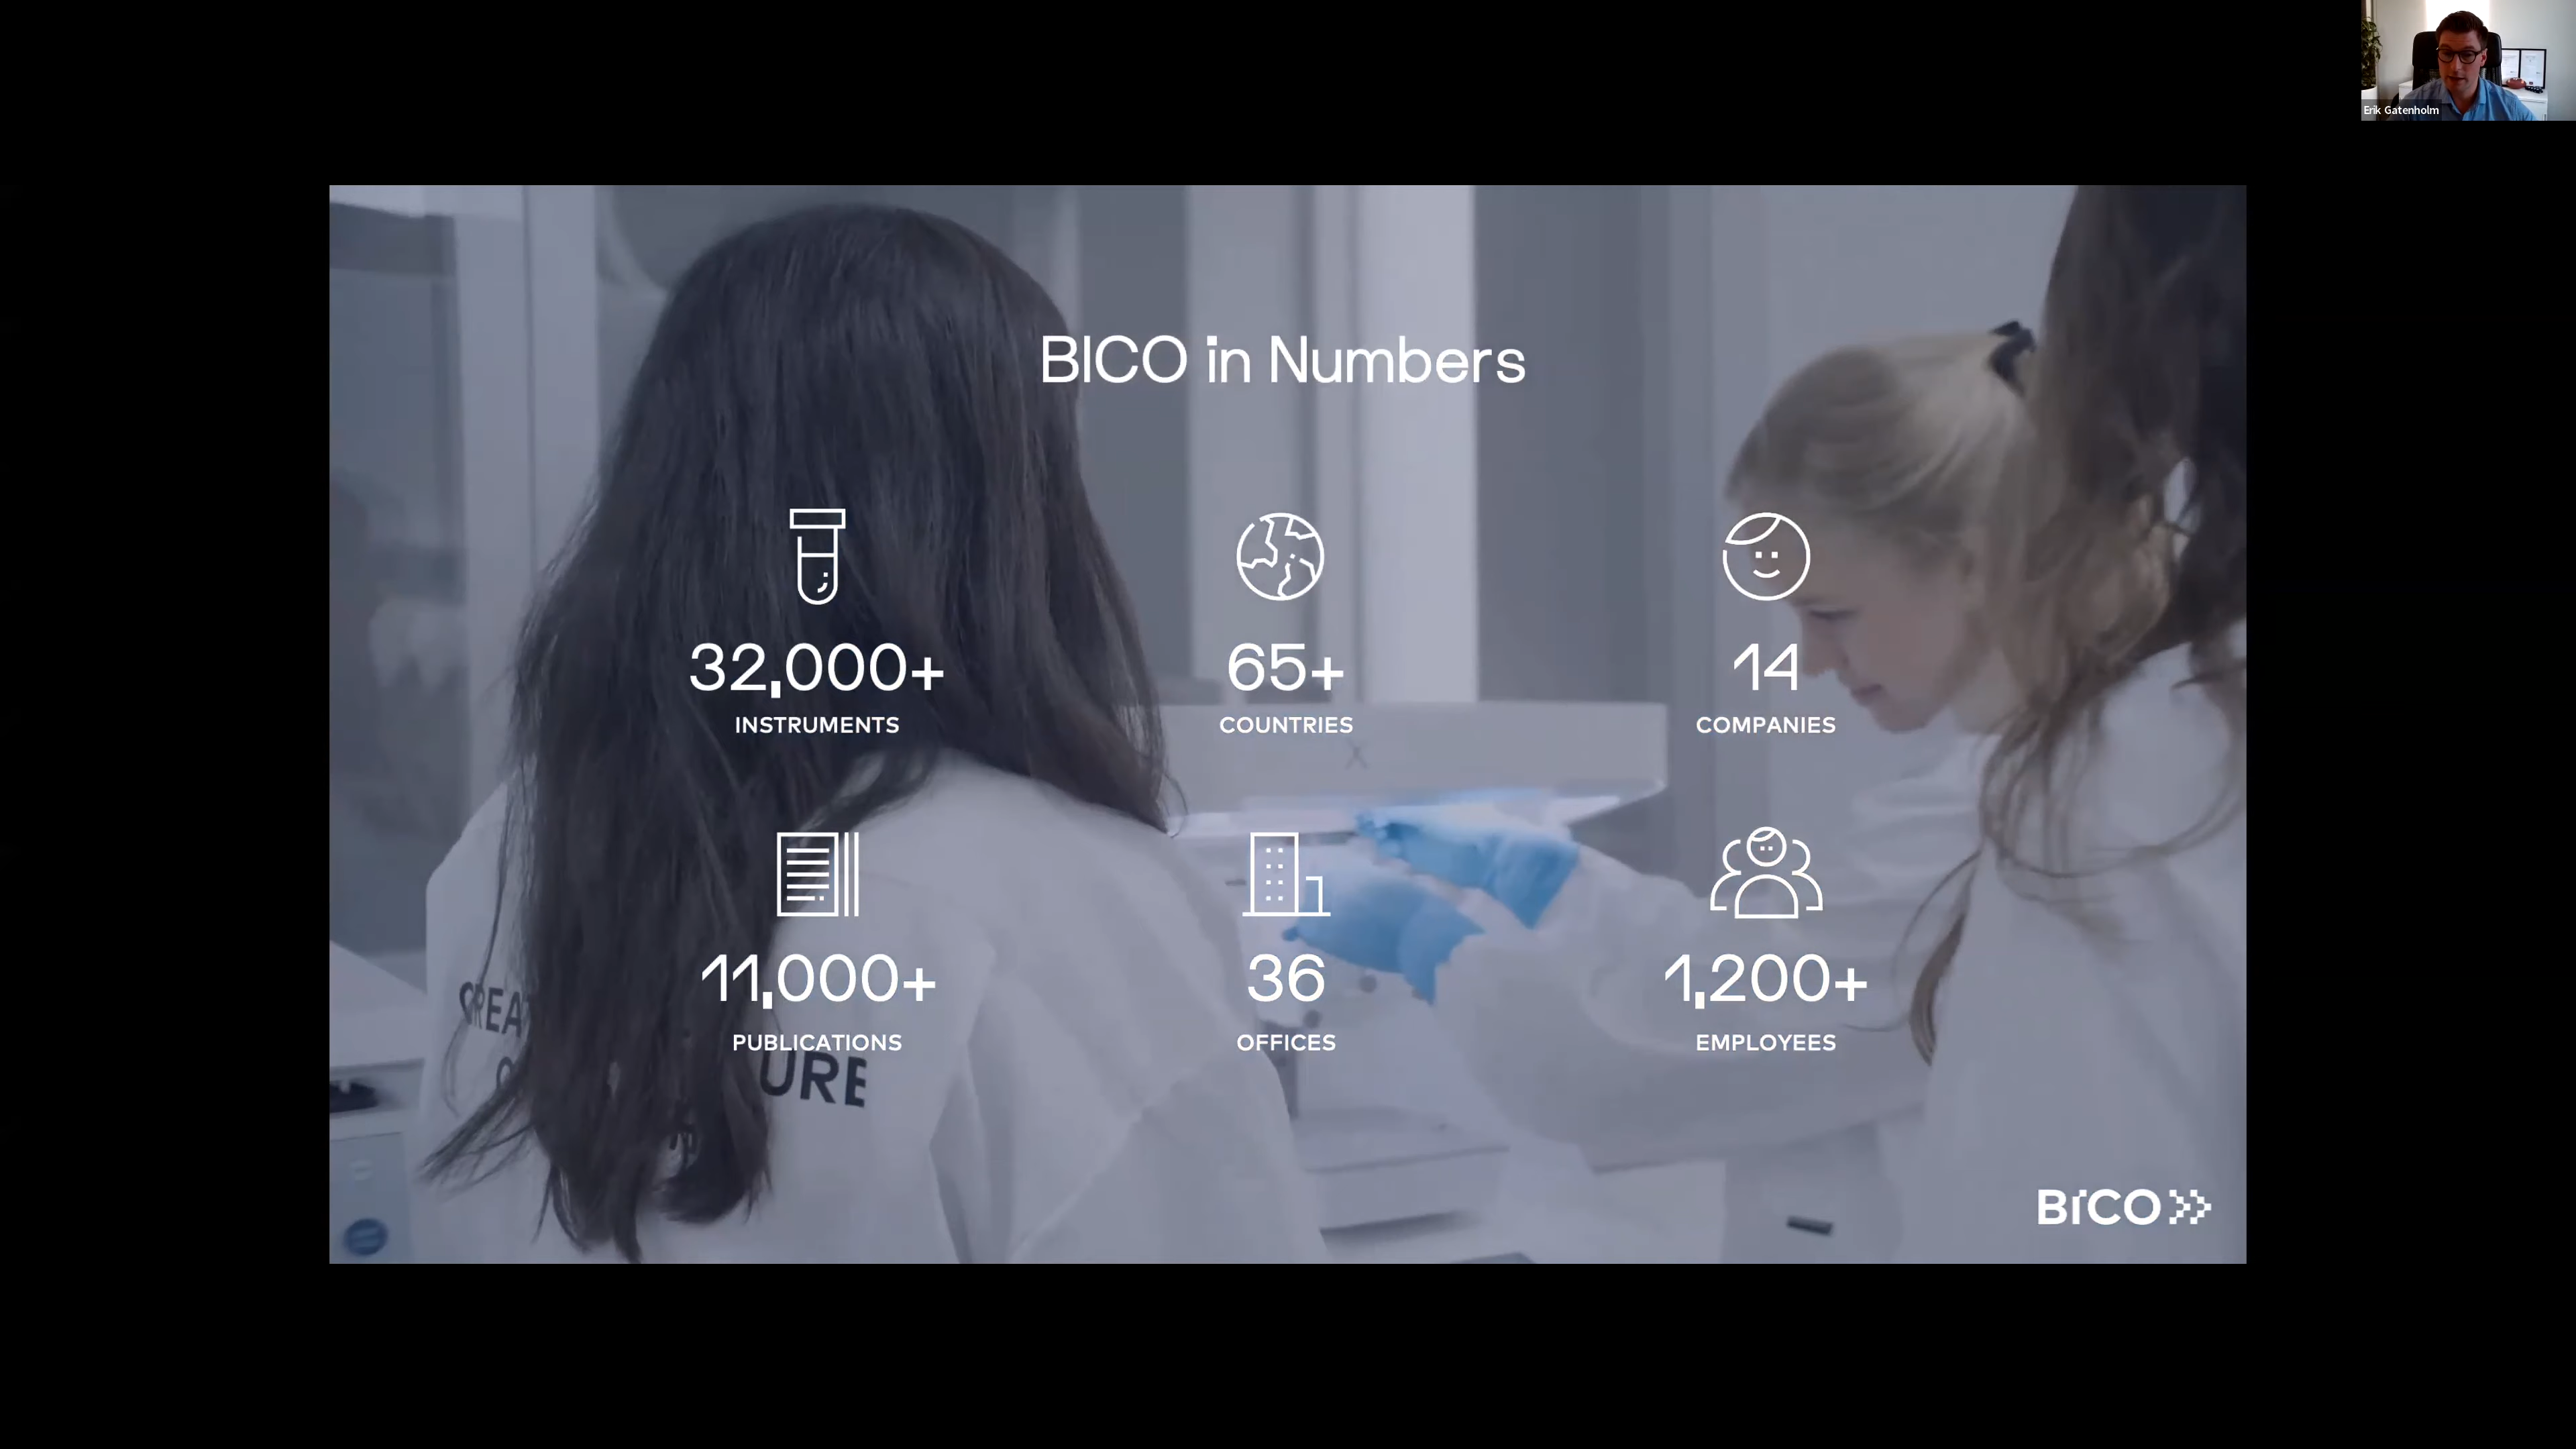 Erik Gatenholm
BICO in Numbers
32,000+
INSTRUMENTS
65+
COUNTRIES
14
COMPANIES
11,000+
PUBLICATIONS
36
OFFICES
1,200+
EMPLOYEES
BICO